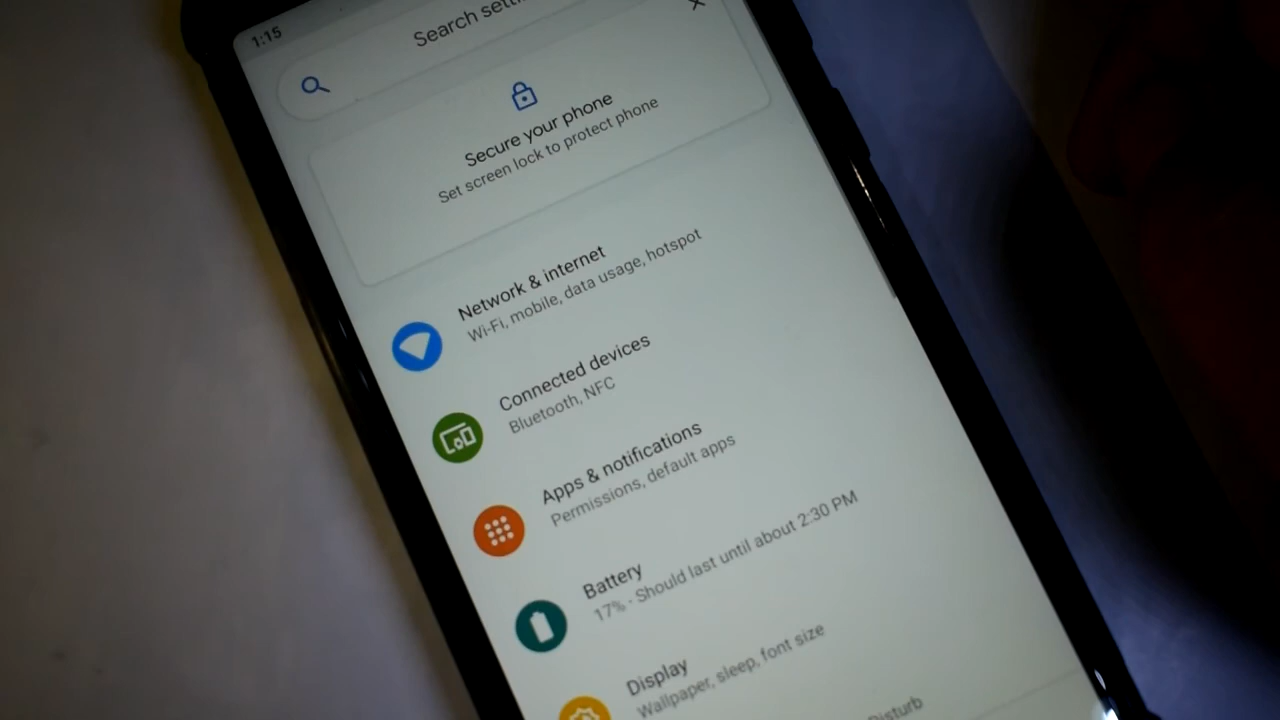 1:15
Search
Secure your phone
Set screen lock to protect phone
Network & internet
Wi-Fi, mobile, data usage, hotspot
Connected devices
Bluetooth, NFC
Apps & notifications
Permissions, default apps
Battery
17% · Should last until about 2:30 PM
Display
Wallpaper, sleep, font size
Disturb